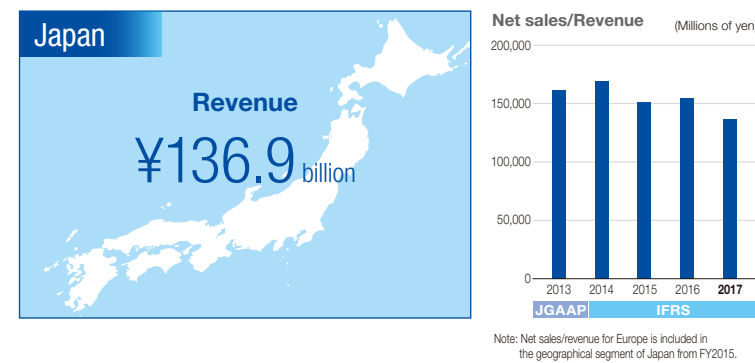 Japan
Revenue
¥136.9 billion
Net sales/Revenue (Millions of yen)
200,000
150,000
100,000
50,000
0
2013 2014 2015 2016 2017
JGAAP IFRS
Note: Net sales/revenue for Europe is included in
the geographical segment of Japan from FY2015.